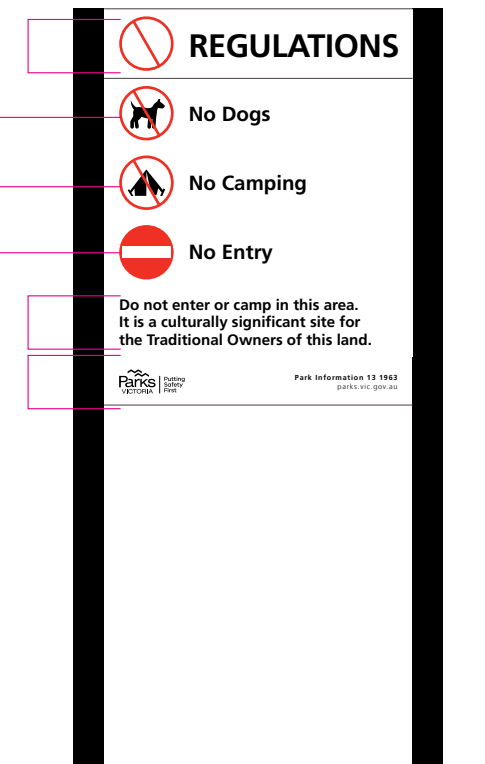 REGULATIONS
No Dogs
No Camping
No Entry
Do not enter or camp in this area.
It is a culturally significant site for
the Traditional Owners of this land.
Parks
VICTORIA
Putting
Safety
First
Park Information 13 1963
parks.vic.gov.au